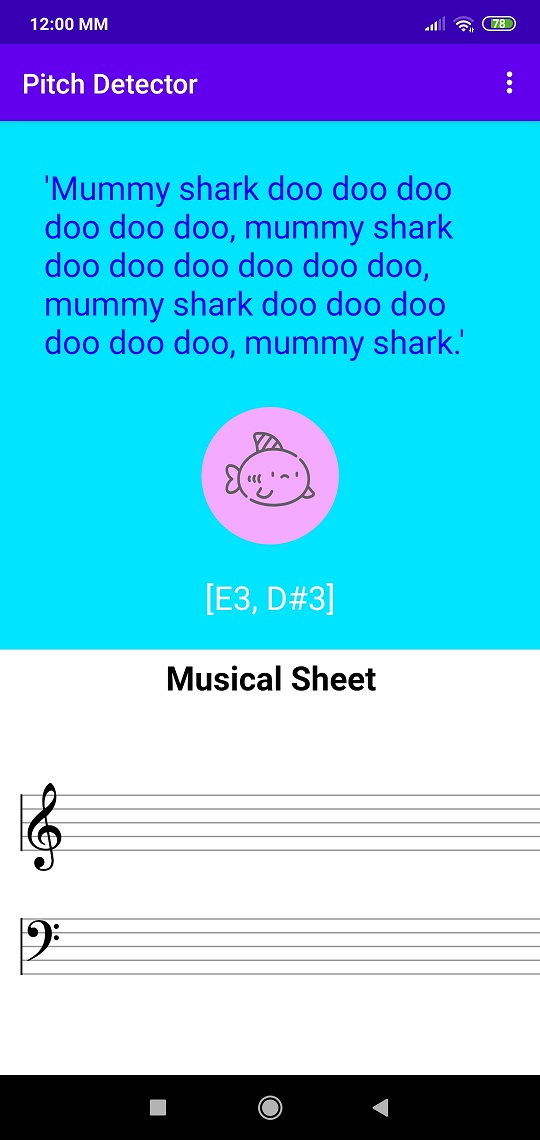 12:00 MM
78
Pitch Detector
'Mummy shark doo doo doo
doo doo doo, mummy shark
doo doo doo doo doo doo,
mummy shark doo doo doo
doo doo doo, mummy shark.'
[E3, D#3]
Musical Sheet